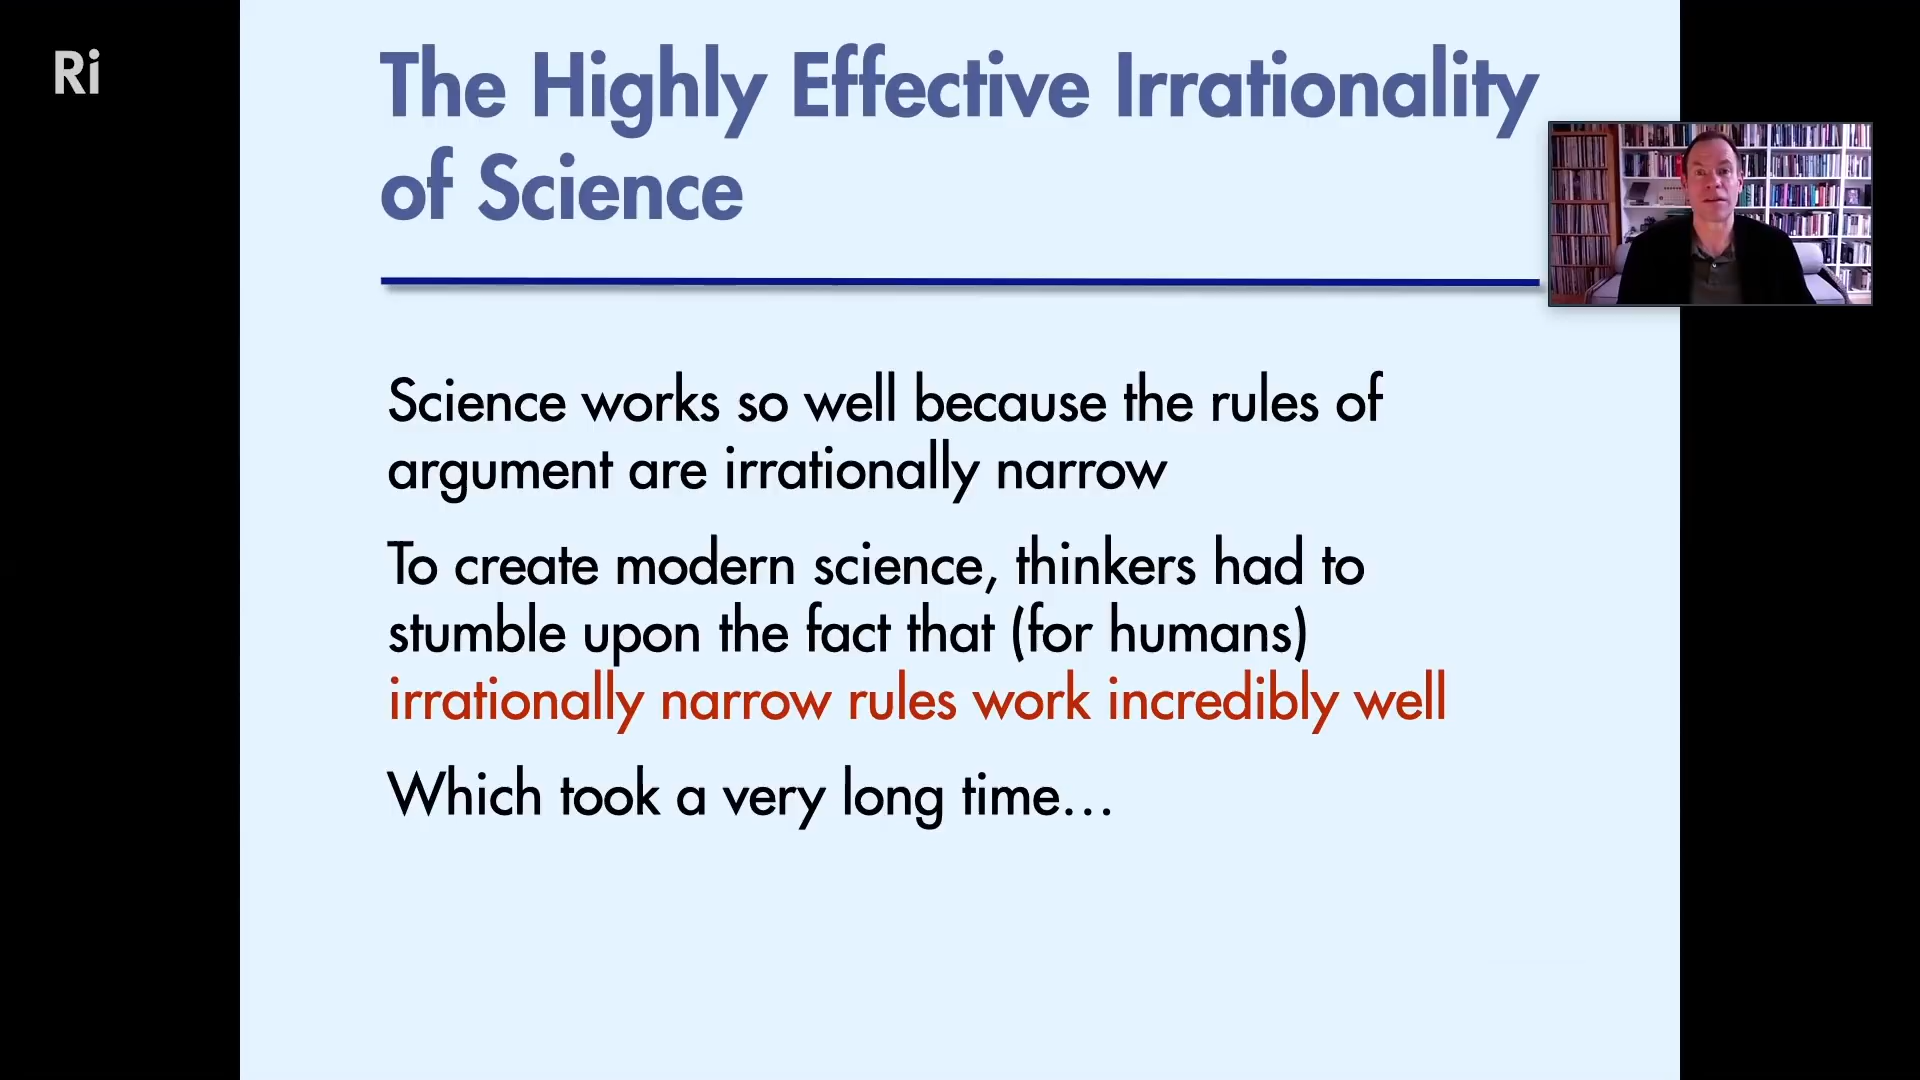 Ri
The Highly Effective Irrationality
of Science
Science works so well because the rules of
argument are irrationally narrow
To create modern science, thinkers had to
stumble upon the fact that (for humans)
irrationally narrow rules work incredibly well
Which took a very long time…